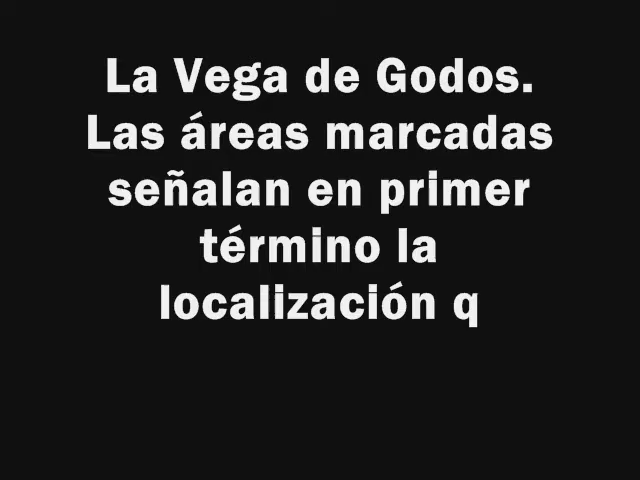 La Vega de Godos.
Las áreas marcadas
señalan en primer
término la
localización q